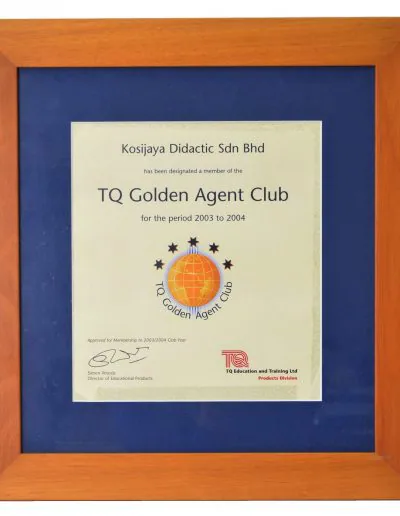 Kosijaya Didactic Sdn Bhd
has been designated a member of the
TQ Golden Agent Club
for the period 2003 to 2004
TQ Golden Agent Club
Approved for Membership to 2003/2004 Club Year
Director of Educational Products
TQ
TQ Education and Training Ltd
Products Division